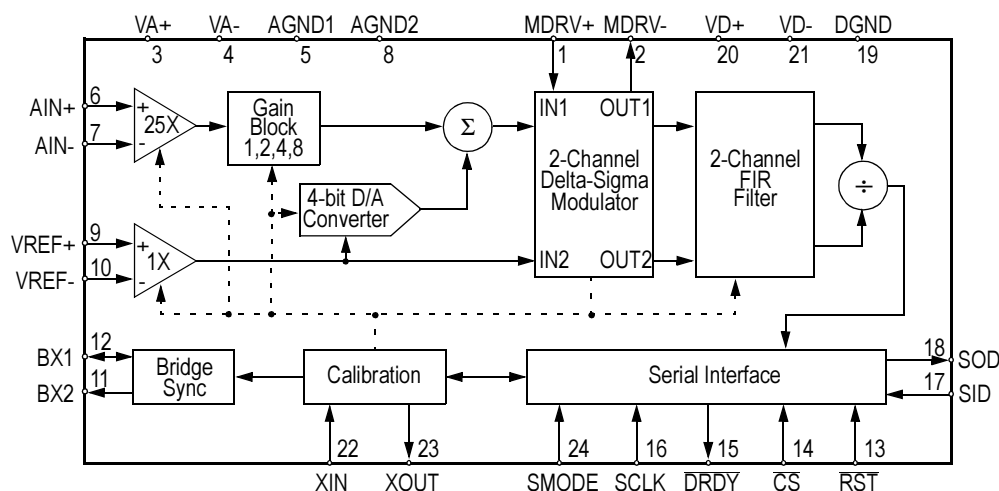 VA+ VA- AGND1 AGND2 MDRV+ MDRV- VD+ VD- DGND
3 4 5 8 1 2 20 21 19
AIN+ 6
AIN- 7
+
25X
-
Gain
Block
1,2,4,8
Σ
IN1 OUT1
2-Channel
Delta-Sigma
Modulator
IN2 OUT2
2-Channel
FIR
Filter
÷
4-bit D/A
Converter
VREF+ 9
VREF- 10
+
1X
-
BX1 12
BX2 11
Bridge
Sync
Calibration
Serial Interface
18 SOD
17 SID
22 23 24 16 15 14 13
XIN XOUT SMODE SCLK DRDY CS RST